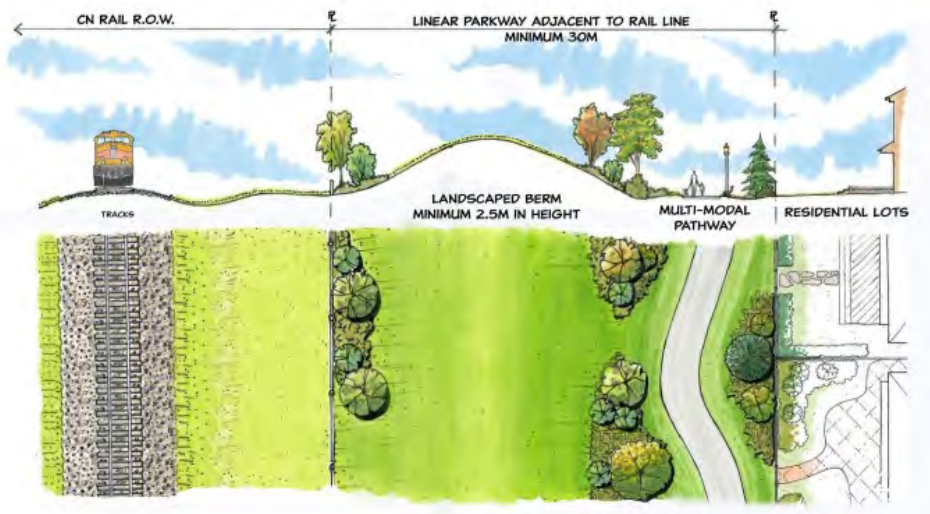 CN RAIL R.O.W.
LINEAR PARKWAY ADJACENT TO RAIL LINE
MINIMUM 30M
TRACKS
LANDSCAPED BERM
MINIMUM 2.5M IN HEIGHT
MULTI-MODAL
PATHWAY
RESIDENTIAL LOTS